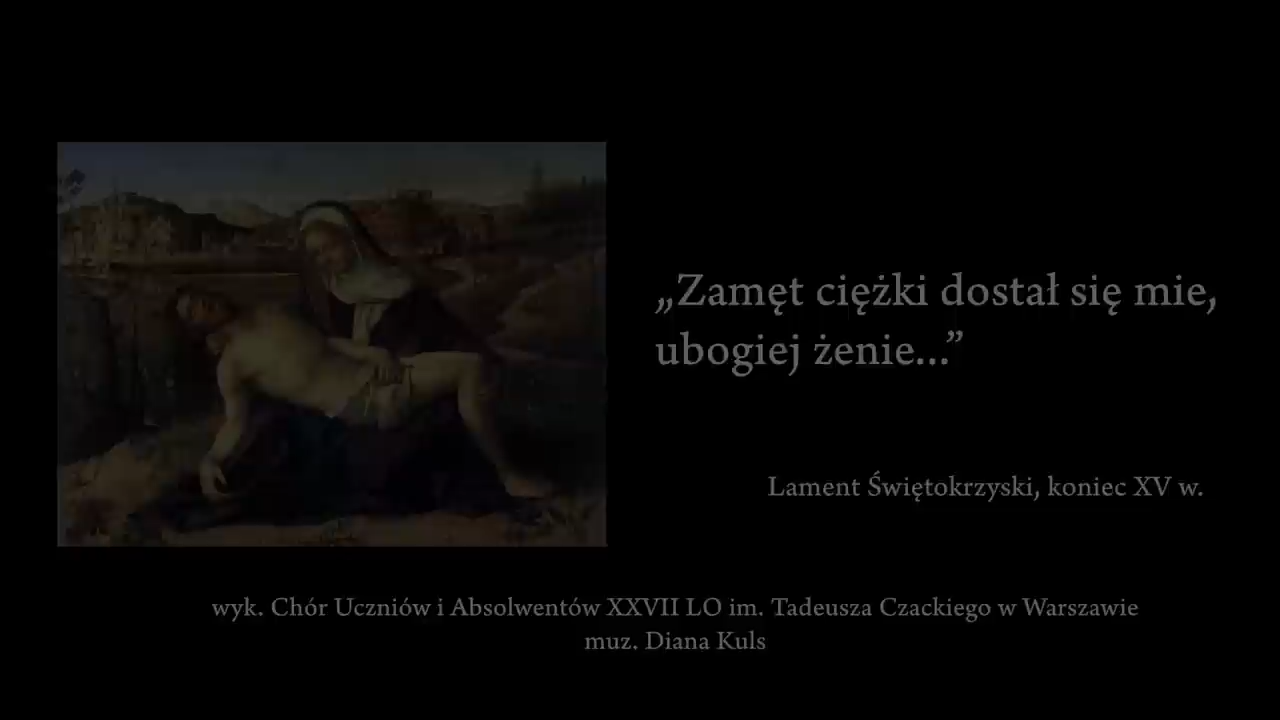 „Zamęt ciężki dostał się mie,
ubogiej żenie...”
Lament Świętokrzyski, koniec XV w.
wyk. Chór Uczniów i Absolwentów XXVII LO im. Tadeusza Czackiego w Warszawie
muz. Diana Kuls